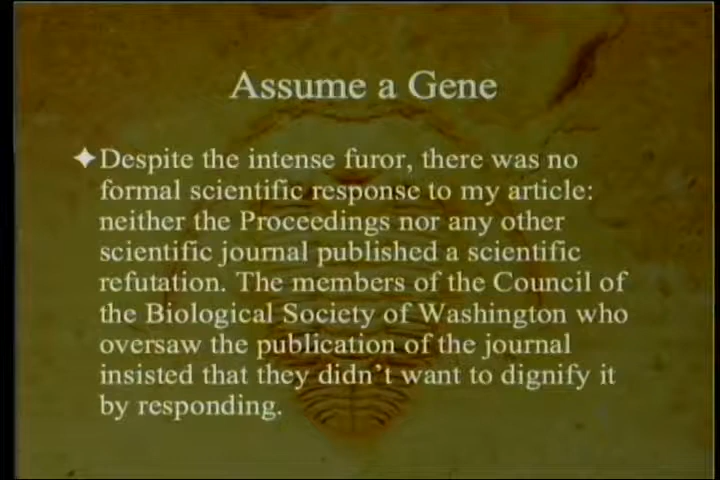 Assume a Gene
Despite the intense furor, there was no
formal scientific response to my article:
neither the Proceedings nor any other
scientific journal published a scientific
refutation. The members of the Council of
the Biological Society of Washington who
oversaw the publication of the journal
insisted that they didn't want to dignify it
by responding.